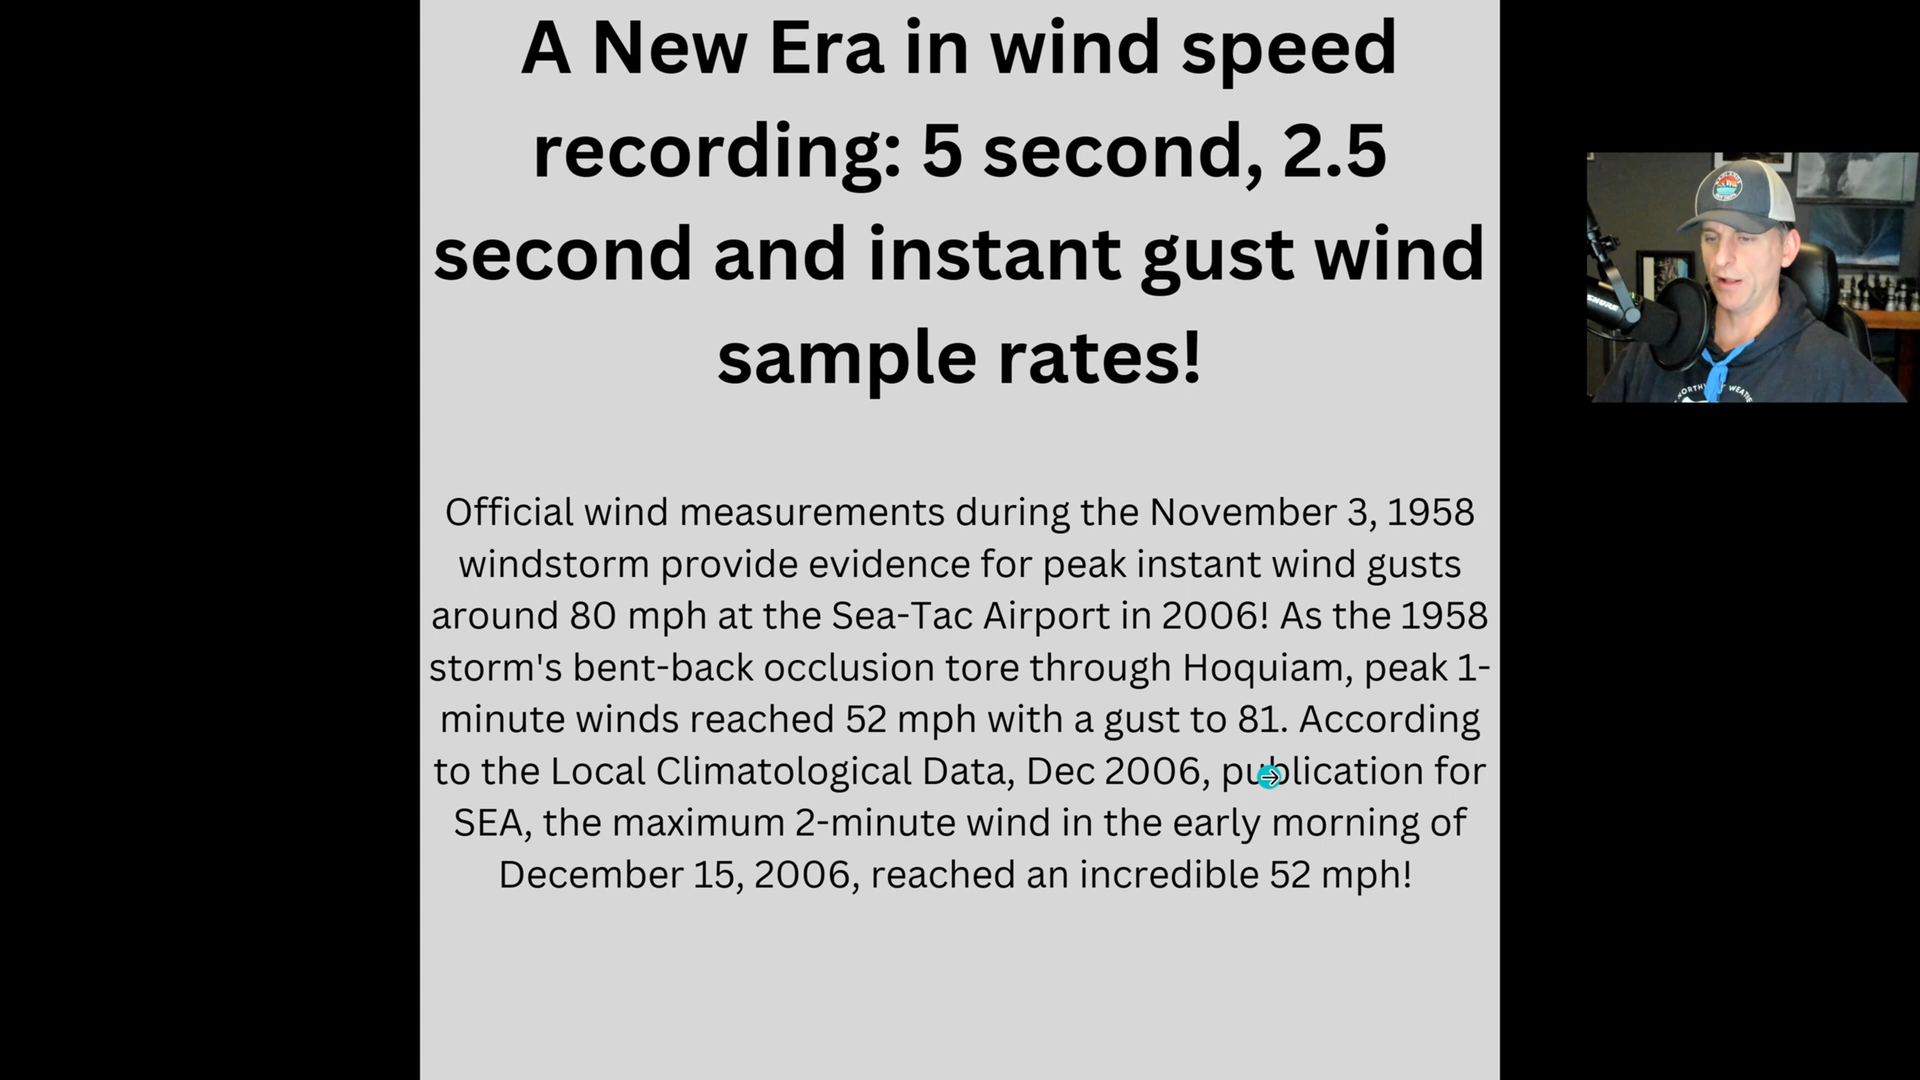 A New Era in wind speed
recording: 5 second, 2.5
second and instant gust wind
sample rates!
Official wind measurements during the November 3, 1958
windstorm provide evidence for peak instant wind gusts
around 80 mph at the Sea-Tac Airport in 2006! As the 1958
storm's bent-back occlusion tore through Hoquiam, peak 1-
minute winds reached 52 mph with a gust to 81. According
to the Local Climatological Data, Dec 2006, publication for
SEA, the maximum 2-minute wind in the early morning of
December 15, 2006, reached an incredible 52 mph!
SHURE